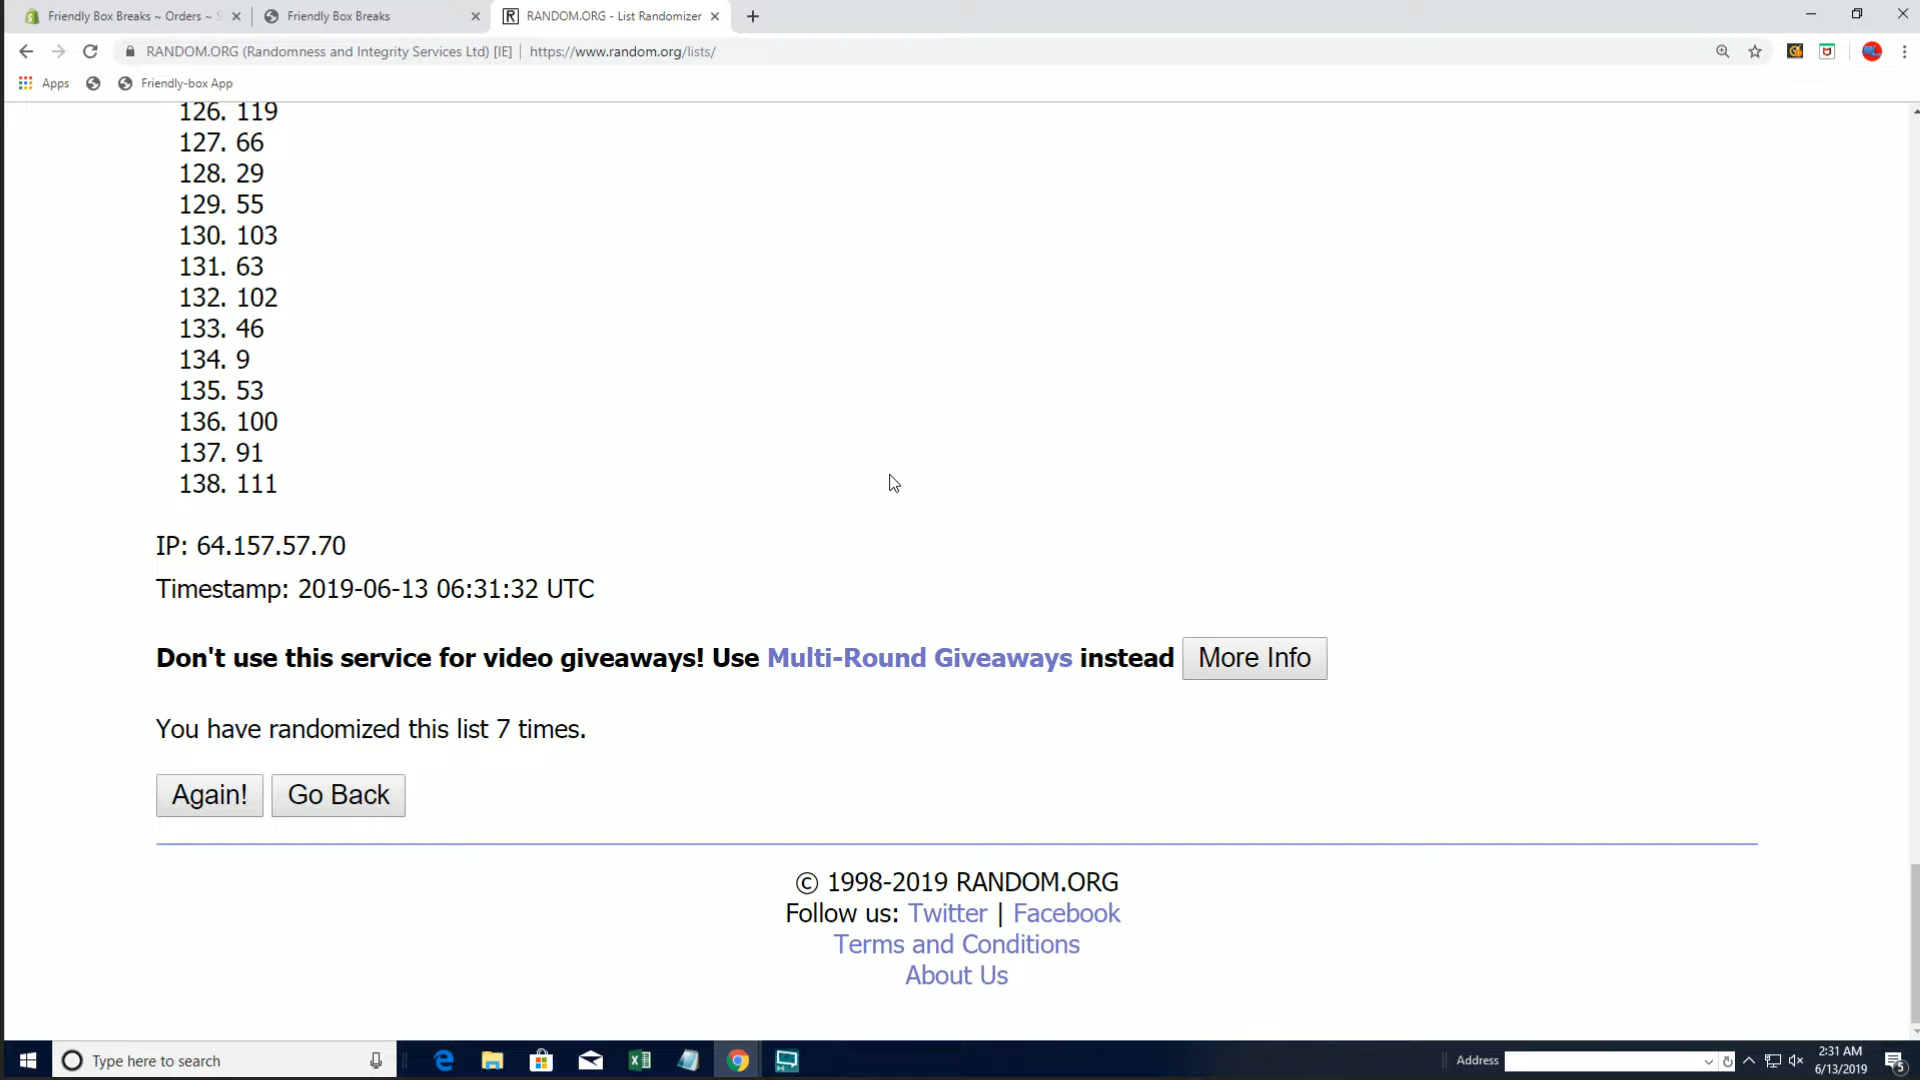 Friendly Box Breaks ~ Orders ~ S
Friendly Box Breaks
RANDOM.ORG - List Randomizer
RANDOM.ORG (Randomness and Integrity Services Ltd) [IE] | https://www.random.org/lists/
Apps
Friendly-box App
126. 119
127. 66
128. 29
129. 55
130. 103
131. 63
132. 102
133. 46
134. 9
135. 53
136. 100
137. 91
138. 111
IP: 64.157.57.70
Timestamp: 2019-06-13 06:31:32 UTC
Don't use this service for video giveaways! Use Multi-Round Giveaways instead More Info
You have randomized this list 7 times.
Again! Go Back
© 1998-2019 RANDOM.ORG
Follow us: Twitter | Facebook
Terms and Conditions
About Us
Type here to search
Address
2:31 AM
6/13/2019
5